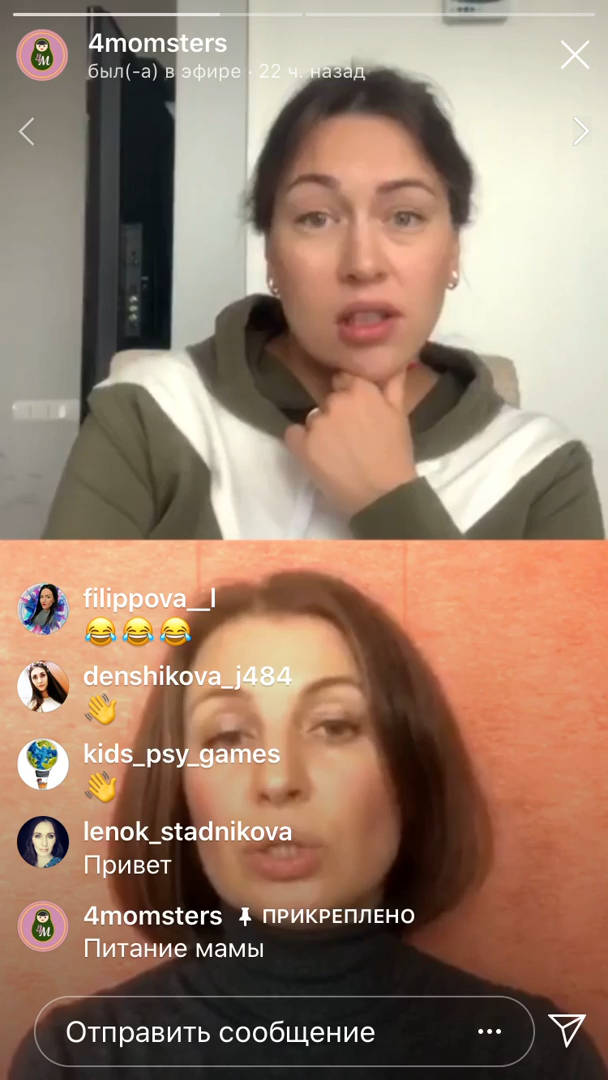 4momsters
был(-а) в эфире · 22 ч. назад
filippova__l
😂😂😂
denshikova_j484
👋
kids_psy_games
👋
lenok_stadnikova
Привет
4momsters ПРИКРЕПЛЕНО
Питание мамы
Отправить сообщение